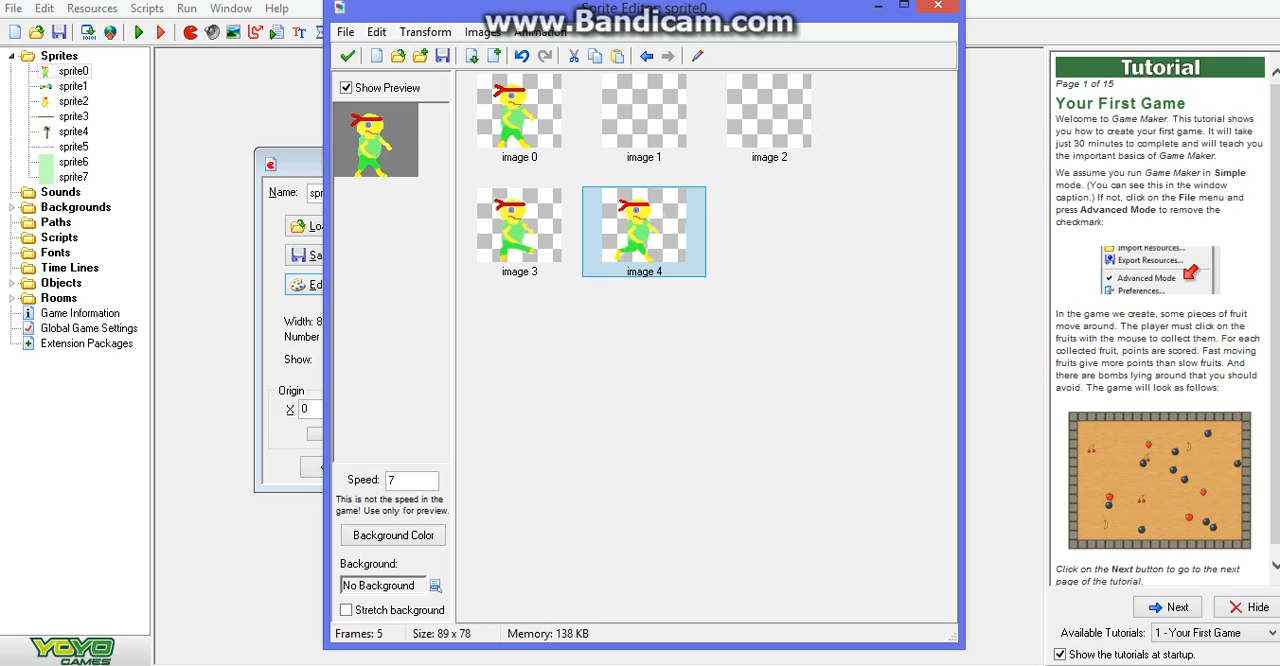 File Edit Resources Scripts Run Window Help
www.Bandicam.com
Sprite Editor: sprite0
File Edit Transform Images Animation
Sprites
sprite0
sprite1
sprite2
sprite3
sprite4
sprite5
sprite6
sprite7
Sounds
Backgrounds
Paths
Scripts
Fonts
Time Lines
Objects
Rooms
Game Information
Global Game Settings
Extension Packages
YOYO
GAMES
Name: spr
Lo
Sa
Ed
Width: 8
Number
Show:
Origin
X 0
Show Preview
image 0
image 1
image 2
image 3
image 4
Speed: 7
This is not the speed in the
game! Use only for preview.
Background Color
Background:
No Background
Stretch background
Frames: 5 Size: 89 x 78 Memory: 138 KB
Tutorial
Page 1 of 15
Your First Game
Welcome to Game Maker. This tutorial shows
you how to create your first game. It will take
just 30 minutes to complete and will teach you
the important basics of Game Maker.
We assume you run Game Maker in Simple
mode. (You can see this in the window
caption.) If not, click on the File menu and
press Advanced Mode to remove the
checkmark:
Import Resources...
Export Resources...
Advanced Mode
Preferences...
In the game we create, some pieces of fruit
move around. The player must click on the
fruits with the mouse to collect them. For each
collected fruit, points are scored. Fast moving
fruits give more points than slow fruits. And
there are bombs lying around that you should
avoid. The game will look as follows:
Click on the Next button to go to the next
page of the tutorial.
Next Hide
Available Tutorials: 1 - Your First Game
Show the tutorials at startup.